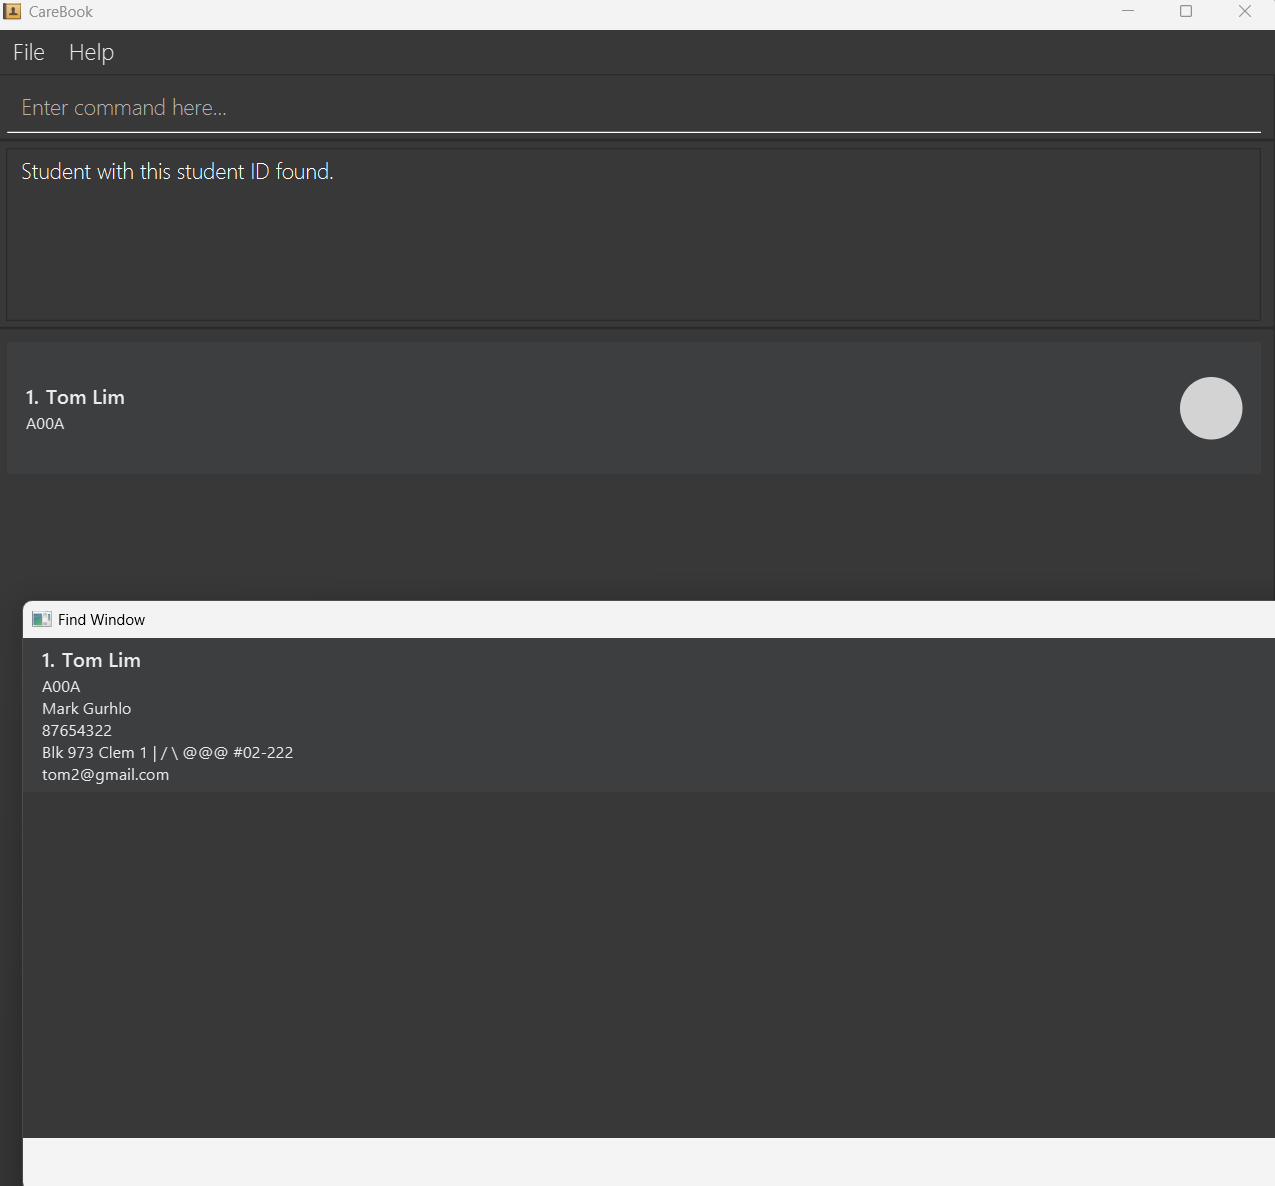 CareBook
File Help
Enter command here...
Student with this student ID found.
1. Tom Lim
A00A
Find Window
1. Tom Lim
A00A
Mark Gurhlo
87654322
Blk 973 Clem 1 | / \ @@@ #02-222
tom2@gmail.com